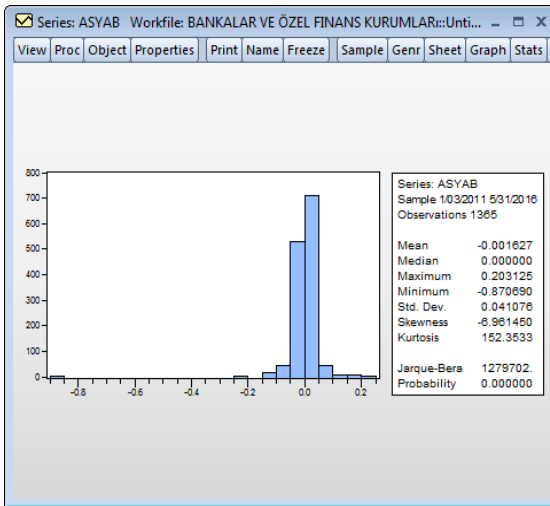 Series: ASYAB Workfile: BANKALAR VE ÖZEL FINANS KURUMLARI::Unti...
View Proc Object Properties Print Name Freeze Sample Genr Sheet Graph Stats
800
700
600
500
400
300
200
100
0
-0.8 -0.6 -0.4 -0.2 0.0 0.2
Series: ASYAB
Sample 1/03/2011 5/31/2016
Observations 1365
Mean -0.001627
Median 0.000000
Maximum 0.203125
Minimum -0.870690
Std. Dev. 0.041076
Skewness -6.961450
Kurtosis 152.3533
Jarque-Bera 1279702.
Probability 0.000000